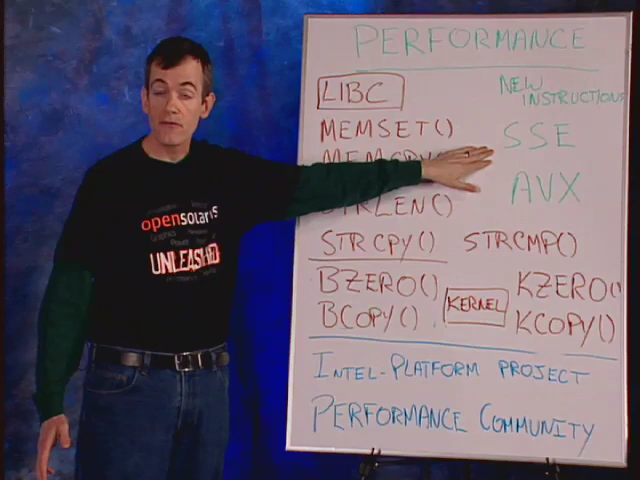 PERFORMANCE
LIBC
NEW
INSTRUCTIONS
MEMSET()
SSE
AVX
STRLEN()
STRCPY() STRCMP()
BZERO() KZERO()
KERNEL
BCOPY() KCOPY()
INTEL-PLATFORM PROJECT
PERFORMANCE COMMUNITY
opensolaris
UNLEASHED